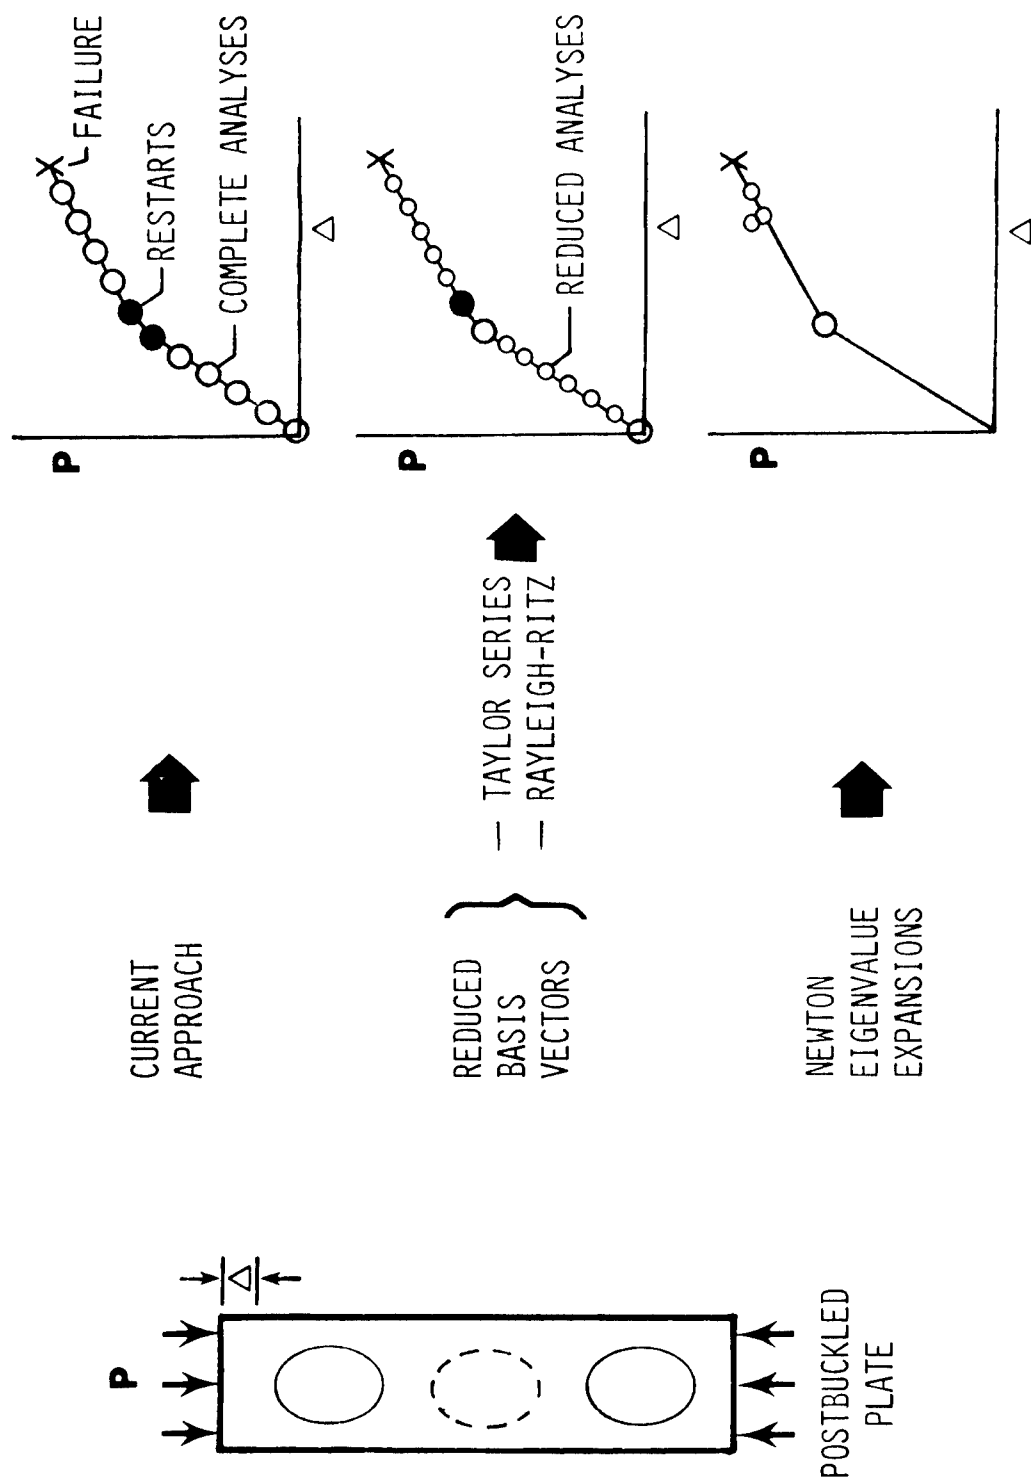 P
Δ
POSTBUCKLED
PLATE
CURRENT
APPROACH
P
FAILURE
RESTARTS
COMPLETE ANALYSES
Δ
REDUCED
BASIS
VECTORS
— TAYLOR SERIES
— RAYLEIGH-RITZ
P
REDUCED ANALYSES
Δ
NEWTON
EIGENVALUE
EXPANSIONS
P
Δ